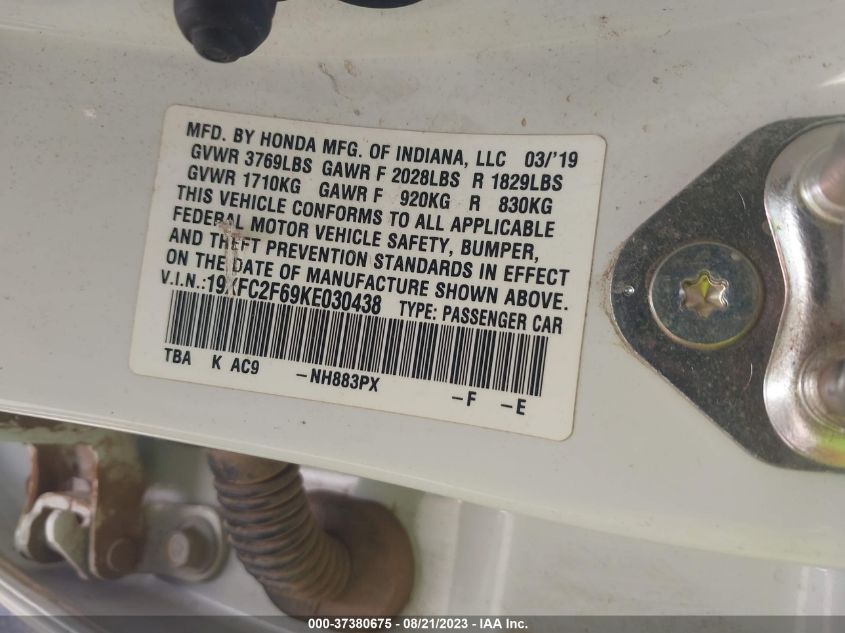 MFD. BY HONDA MFG. OF INDIANA, LLC 03/'19
GVWR 3769LBS GAWR F 2028LBS R 1829LBS
GVWR 1710KG GAWR F 920KG R 830KG
THIS VEHICLE CONFORMS TO ALL APPLICABLE
FEDERAL MOTOR VEHICLE SAFETY, BUMPER,
AND THEFT PREVENTION STANDARDS IN EFFECT
ON THE DATE OF MANUFACTURE SHOWN ABOVE.
V.I.N.:19XFC2F69KE030438 TYPE: PASSENGER CAR
TBA K AC9 -NH883PX -F -E
000-37380675 - 08/21/2023 - IAA Inc.